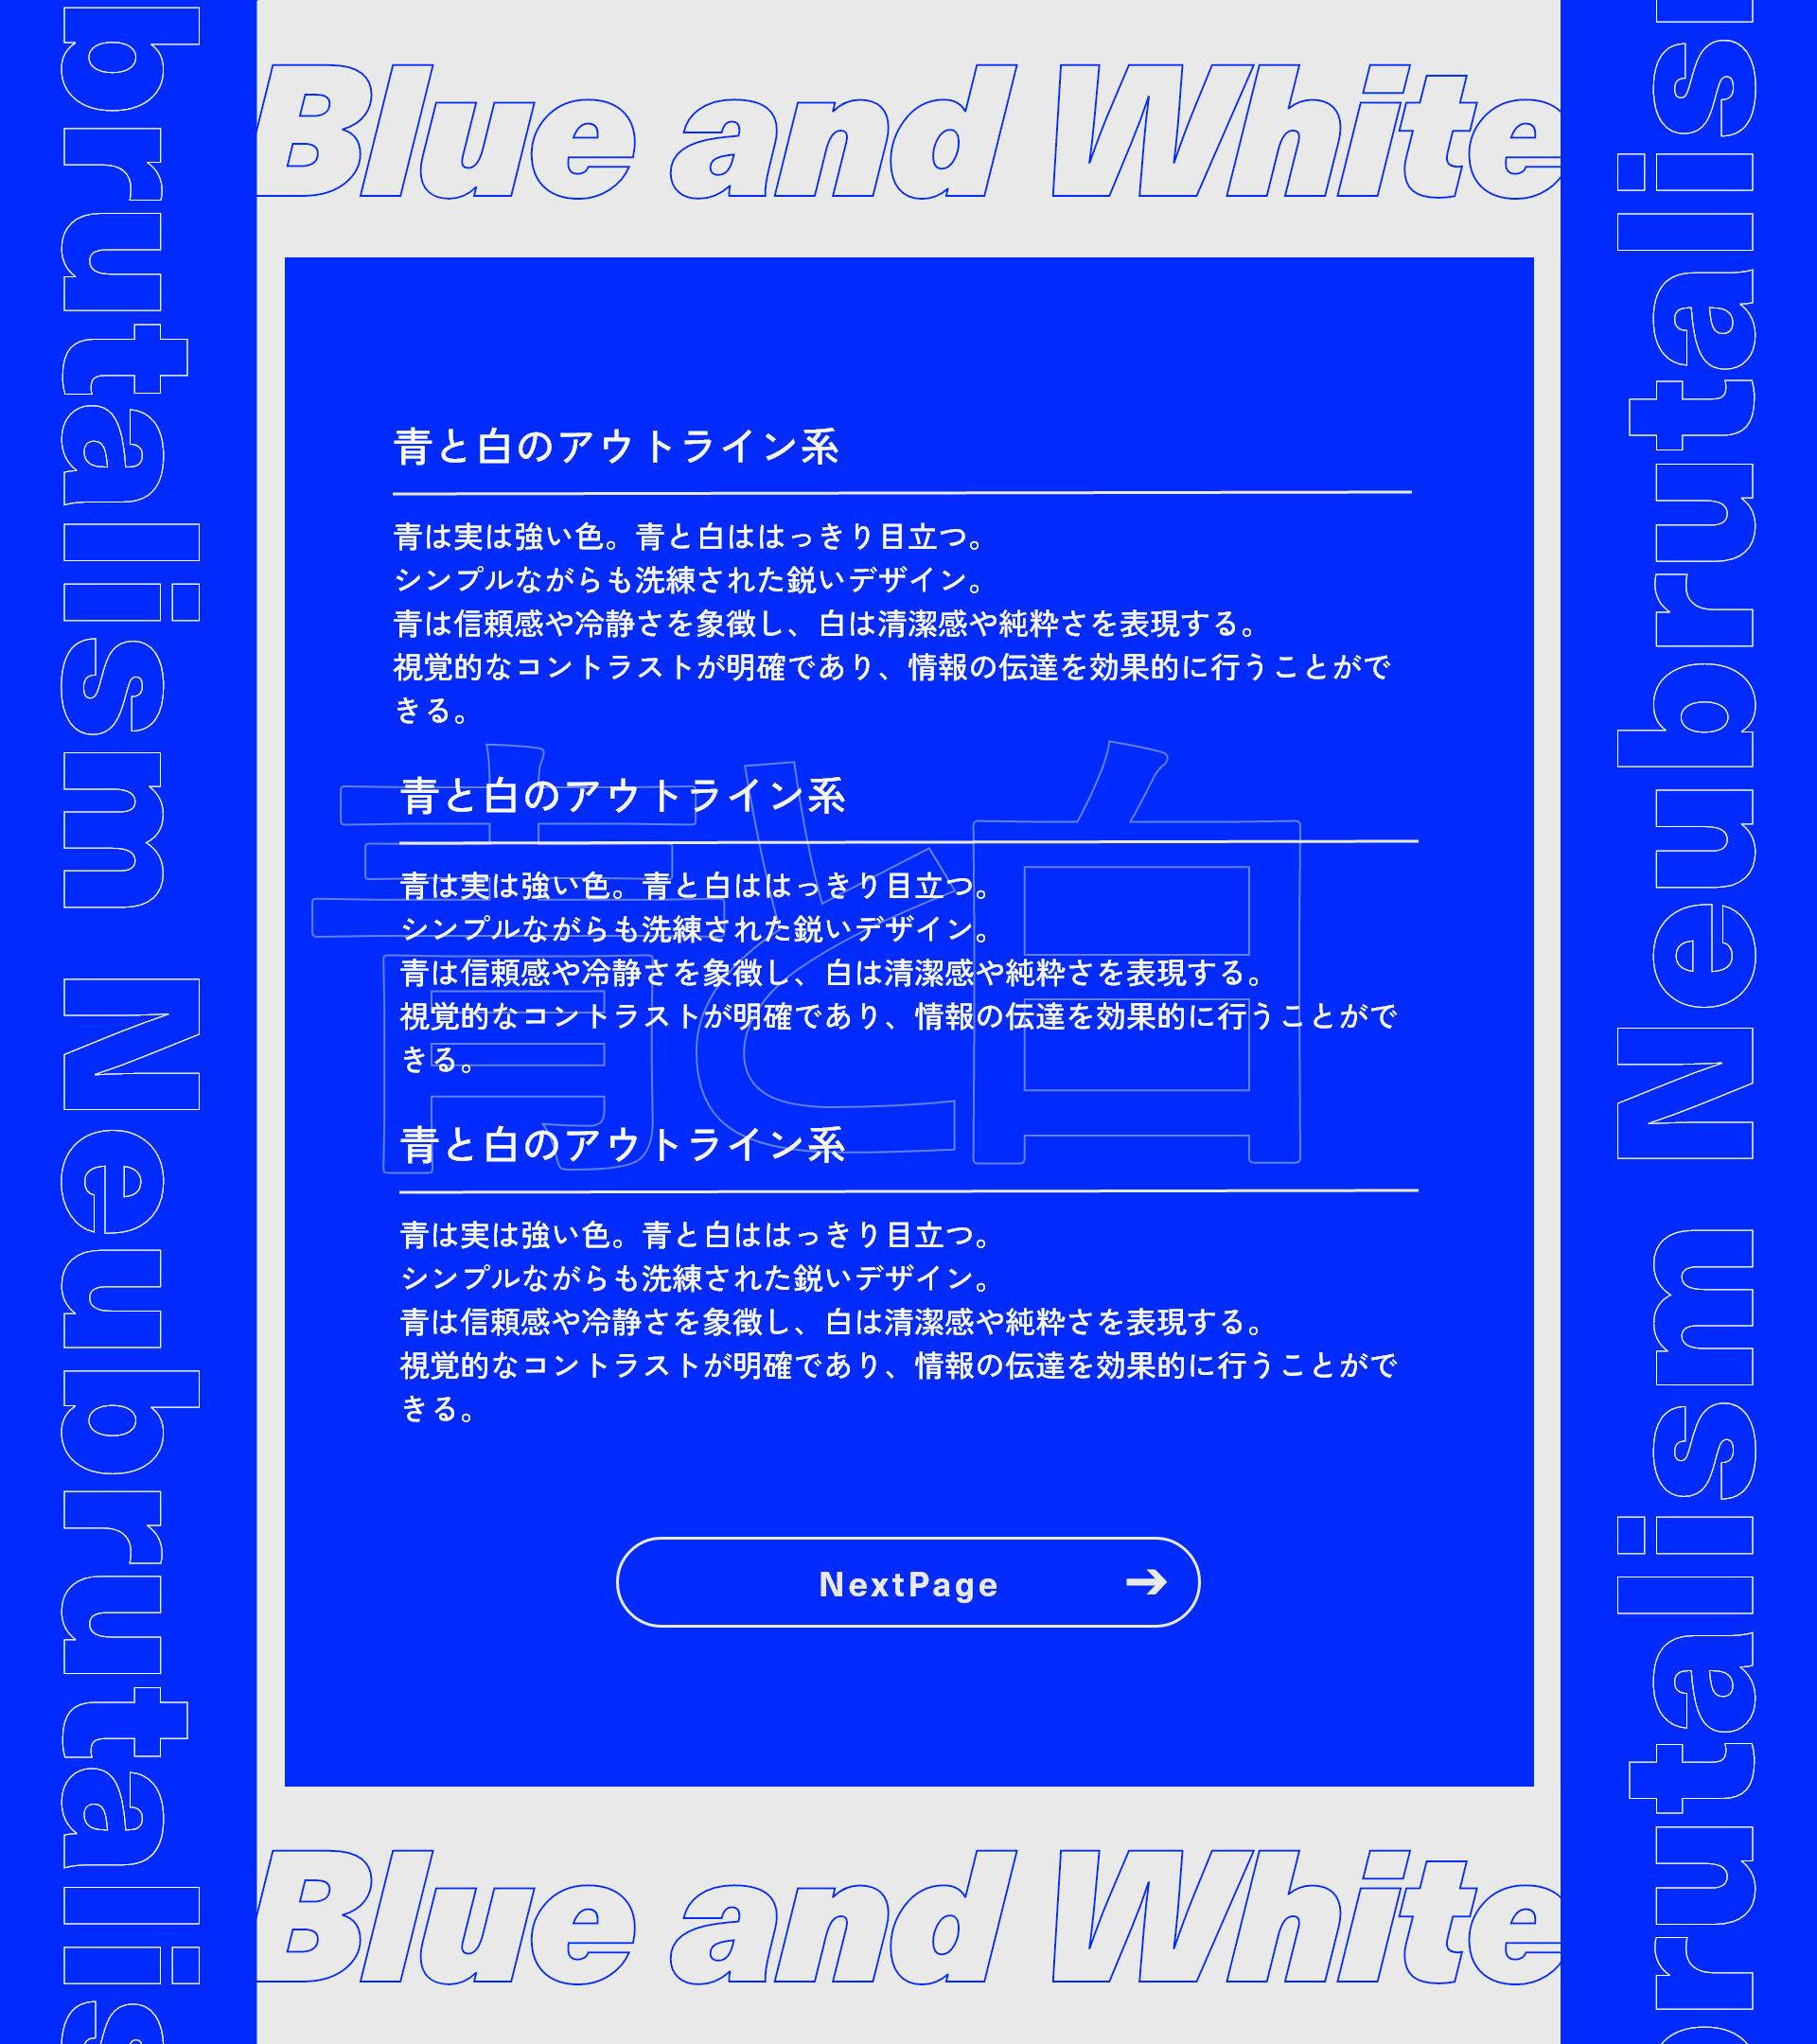 Blue and White
brutalism Neubrutalis
青と白のアウトライン系
青は実は強い色。青と白ははっきり目立つ。
シンプルながらも洗練された鋭いデザイン。
青は信頼感や冷静さを象徴し、白は清潔感や純粋さを表現する。
視覚的なコントラストが明確であり、情報の伝達を効果的に行うことがで
きる。
青と白
青と白のアウトライン系
青は実は強い色。青と白ははっきり目立つ。
シンプルながらも洗練された鋭いデザイン。
青は信頼感や冷静さを象徴し、白は清潔感や純粋さを表現する。
視覚的なコントラストが明確であり、情報の伝達を効果的に行うことがで
きる。
青と白のアウトライン系
青は実は強い色。青と白ははっきり目立つ。
シンプルながらも洗練された鋭いデザイン。
青は信頼感や冷静さを象徴し、白は清潔感や純粋さを表現する。
視覚的なコントラストが明確であり、情報の伝達を効果的に行うことがで
きる。
NextPage ➔
brutalism Neubrutalis
Blue and White